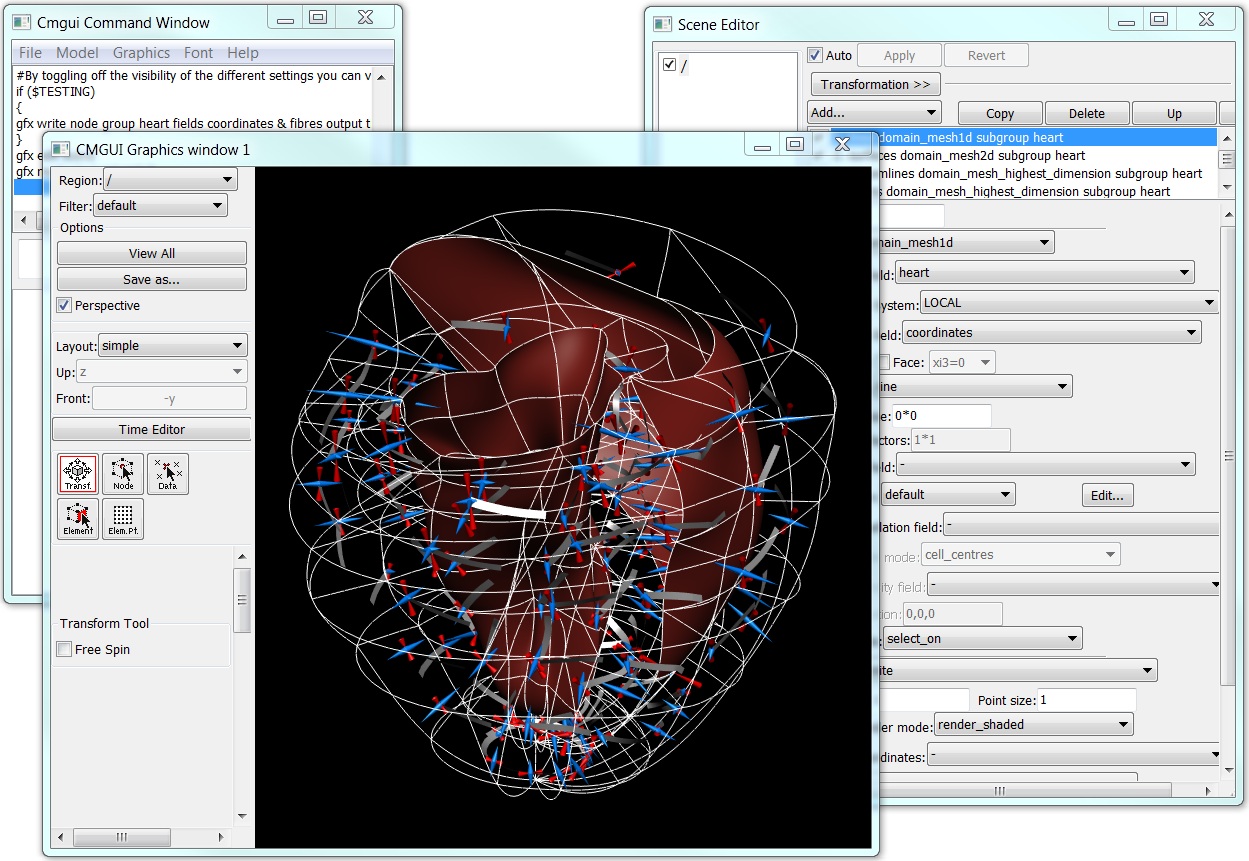 Cmgui Command Window
File Model Graphics Font Help
#By toggling off the visibility of the different settings you can v
if ($TESTING)
{
gfx write node group heart fields coordinates & fibres output t
}
gfx e
gfx
CMGUI Graphics window 1
Region: /
Filter: default
Options
View All
Save as...
Perspective
Layout: simple
Up: z
Front: -y
Time Editor
Transf.
Node
Data
Element
Elem.Pt.
Transform Tool
Free Spin
Scene Editor
/
Auto
Apply
Revert
Transformation >>
Add...
Copy
Delete
Up
domain_mesh1d subgroup heart
ces domain_mesh2d subgroup heart
mlines domain_mesh_highest_dimension subgroup heart
s domain_mesh_highest_dimension subgroup heart
ain_mesh1d
ld: heart
ystem: LOCAL
eld: coordinates
Face: xi3=0
ine
e: 0*0
ctors: 1*1
ld: -
default
Edit...
lation field: -
mode: cell_centres
ity field: -
ion: 0,0,0
: select_on
ite
Point size: 1
er mode: render_shaded
dinates: -